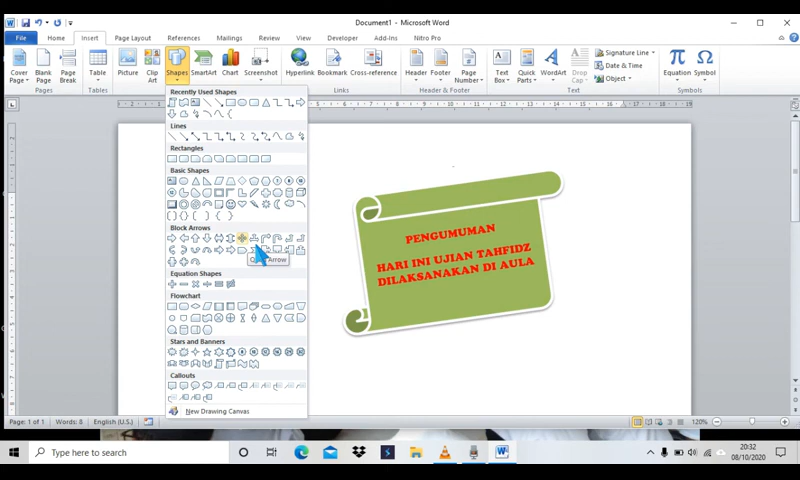 Document1 - Microsoft Word
File Home Insert Page Layout References Mailings Review View Developer Add-Ins Nitro Pro
Cover Page Blank Page Page Break Table Picture Clip Art Shapes SmartArt Chart Screenshot Hyperlink Bookmark Cross-reference Header Footer Page Number Text Box Quick Parts WordArt Drop Cap Signature Line Date & Time Object Equation Symbol
Pages Tables Links Header & Footer Text Symbols
Recently Used Shapes
Lines
Rectangles
Basic Shapes
Block Arrows
Arrow
Equation Shapes
Flowchart
Stars and Banners
Callouts
New Drawing Canvas
PENGUMUMAN
HARI INI UJIAN TAHFIDZ
DILAKSANAKAN DI AULA
Page: 1 of 1 Words: 8 English (U.S.) 120%
Type here to search
20:32
08/10/2020